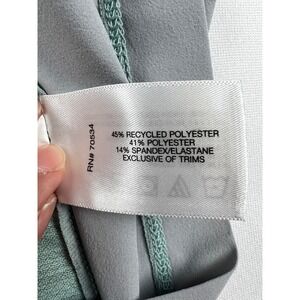 RN# 70534
45% RECYCLED POLYESTER
41% POLYESTER
14% SPANDEX/ELASTANE
EXCLUSIVE OF TRIMS